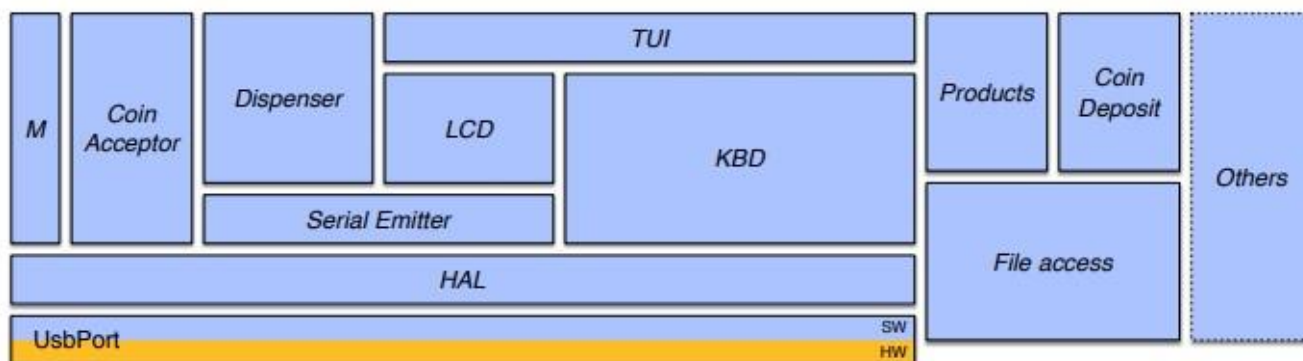 M
Coin
Acceptor
Dispenser
TUI
LCD
KBD
Serial Emitter
HAL
UsbPort
SW
HW
Products
Coin
Deposit
File access
Others